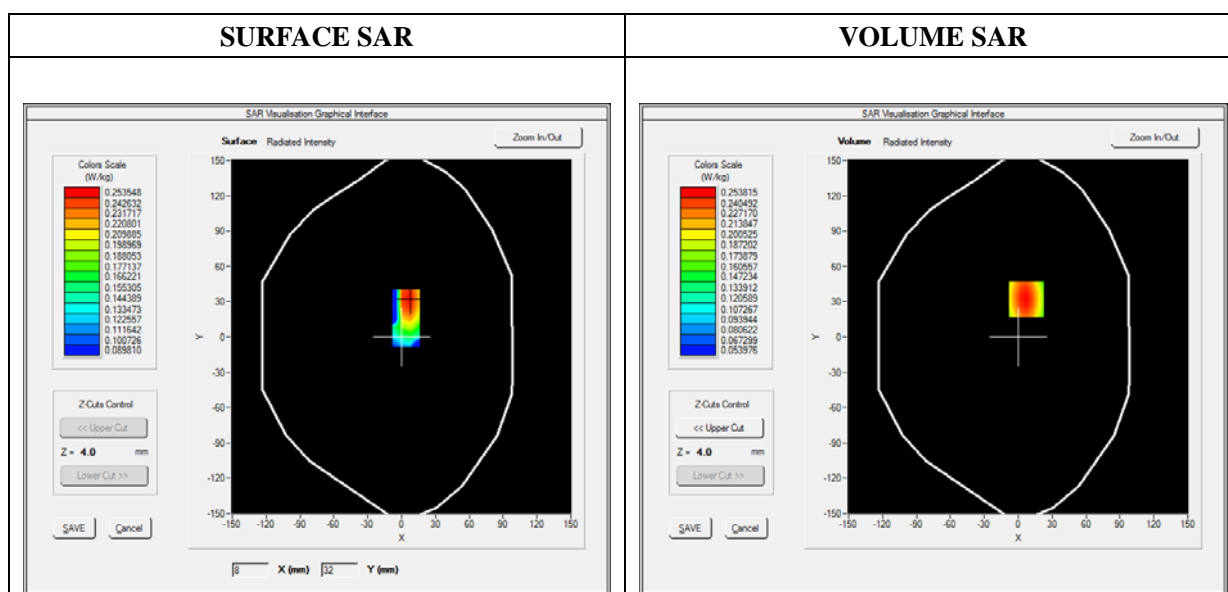 SURFACE SAR
VOLUME SAR
SAR Visualisation Graphical Interface
Surface Radiated Intensity
Zoom In/Out
Colors Scale
(W/kg)
0.253548
0.242632
0.231717
0.220801
0.209885
0.198969
0.188053
0.177137
0.166221
0.155305
0.144389
0.133473
0.122557
0.111642
0.100726
0.089810
Z-Cuts Control
<< Upper Cut
Z = 4.0 mm
Lower Cut >>
SAVE Cancel
150
120
90
60
30
0
-30
-60
-90
-120
-150
Y
-150 -120 -90 -60 -30 0 30 60 90 120 150
X
8 X (mm) 32 Y (mm)
SAR Visualisation Graphical Interface
Volume Radiated Intensity
Zoom In/Out
Colors Scale
(W/kg)
0.253815
0.240492
0.227170
0.213847
0.200525
0.187202
0.173879
0.160557
0.147234
0.133912
0.120589
0.107267
0.093944
0.080622
0.067299
0.053976
Z-Cuts Control
<< Upper Cut
Z = 4.0 mm
Lower Cut >>
SAVE Cancel
150
120
90
60
30
0
-30
-60
-90
-120
-150
Y
-150 -120 -90 -60 -30 0 30 60 90 120 150
X